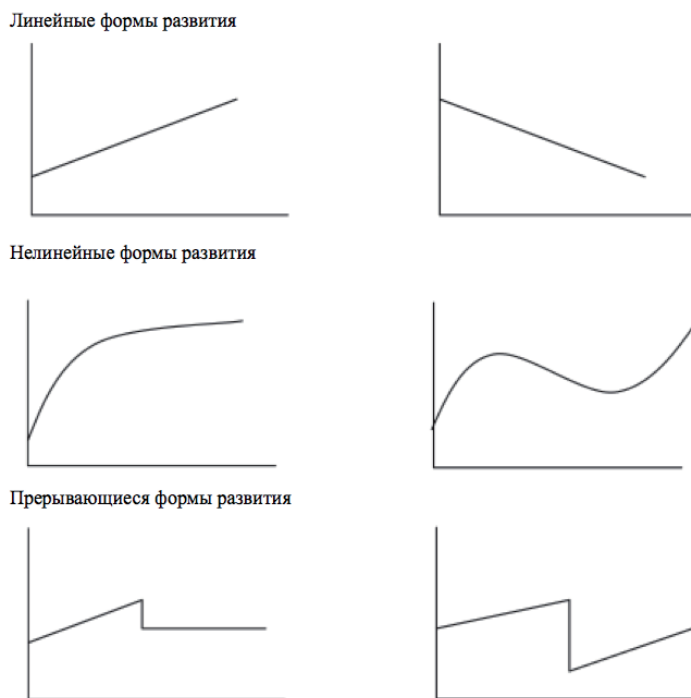 Линейные формы развития
Нелинейные формы развития
Прерывающиеся формы развития